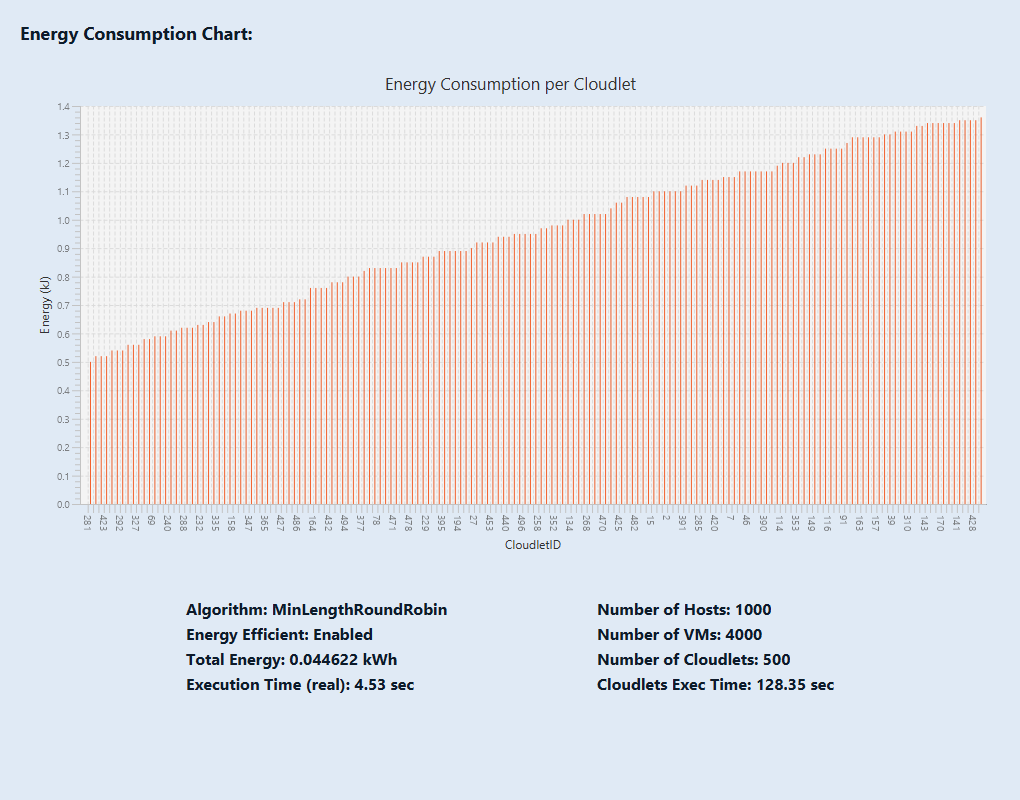 Energy Consumption Chart:
Energy Consumption per Cloudlet
1.4
1.3
1.2
1.1
1.0
0.9
0.8
0.7
0.6
0.5
0.4
0.3
0.2
0.1
0.0
Energy (kJ)
281 423 292 327 69 240 288 232 335 158 347 365 427 486 164 432 494 377 78 471 478 229 395 194 27 453 440 496 258 352 134 268 470 425 482 15 2 391 285 420 7 46 390 114 353 149 116 91 163 157 39 310 143 170 141 428
CloudletID
Algorithm: MinLengthRoundRobin
Energy Efficient: Enabled
Total Energy: 0.044622 kWh
Execution Time (real): 4.53 sec
Number of Hosts: 1000
Number of VMs: 4000
Number of Cloudlets: 500
Cloudlets Exec Time: 128.35 sec